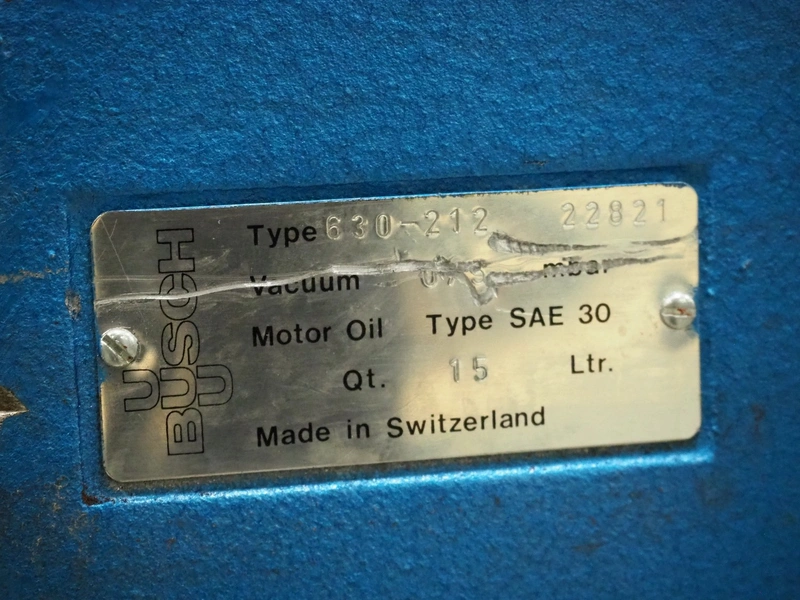 BUSCH
Type 630-212 22821
Vacuum mbar
Motor Oil Type SAE 30
Qt. 15 Ltr.
Made in Switzerland